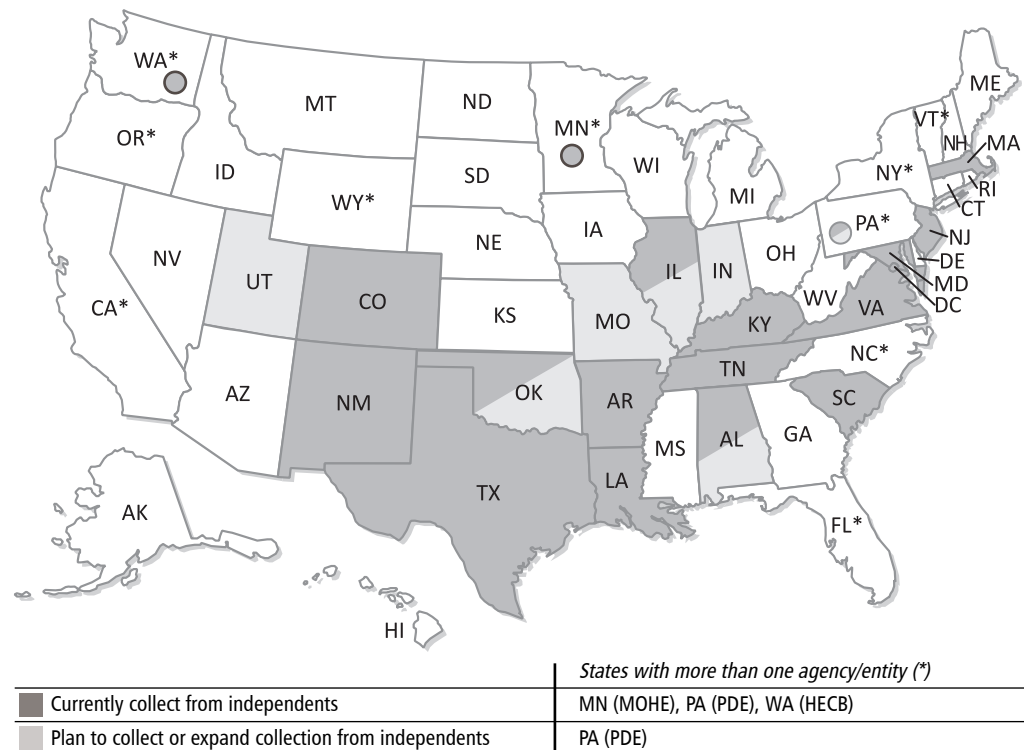 WA*
MT
ND
MN*
ME
VT*
NH
MA
OR*
ID
SD
WI
NY*
RI
CT
WY*
MI
IA
PA*
NJ
NE
OH
DE
NV
IL
IN
MD
UT
WV
DC
CA*
CO
KS
MO
KY
VA
NC*
TN
AZ
NM
OK
AR
SC
MS
AL
GA
TX
LA
AK
FL*
HI
States with more than one agency/entity (*)
Currently collect from independents MN (MOHE), PA (PDE), WA (HECB)
Plan to collect or expand collection from independents PA (PDE)